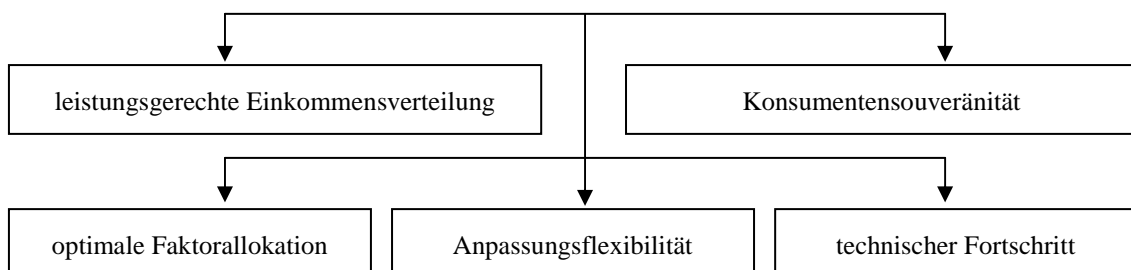 leistungsgerechte Einkommensverteilung
Konsumentensouveränität
optimale Faktorallokation
Anpassungsflexibilität
technischer Fortschritt